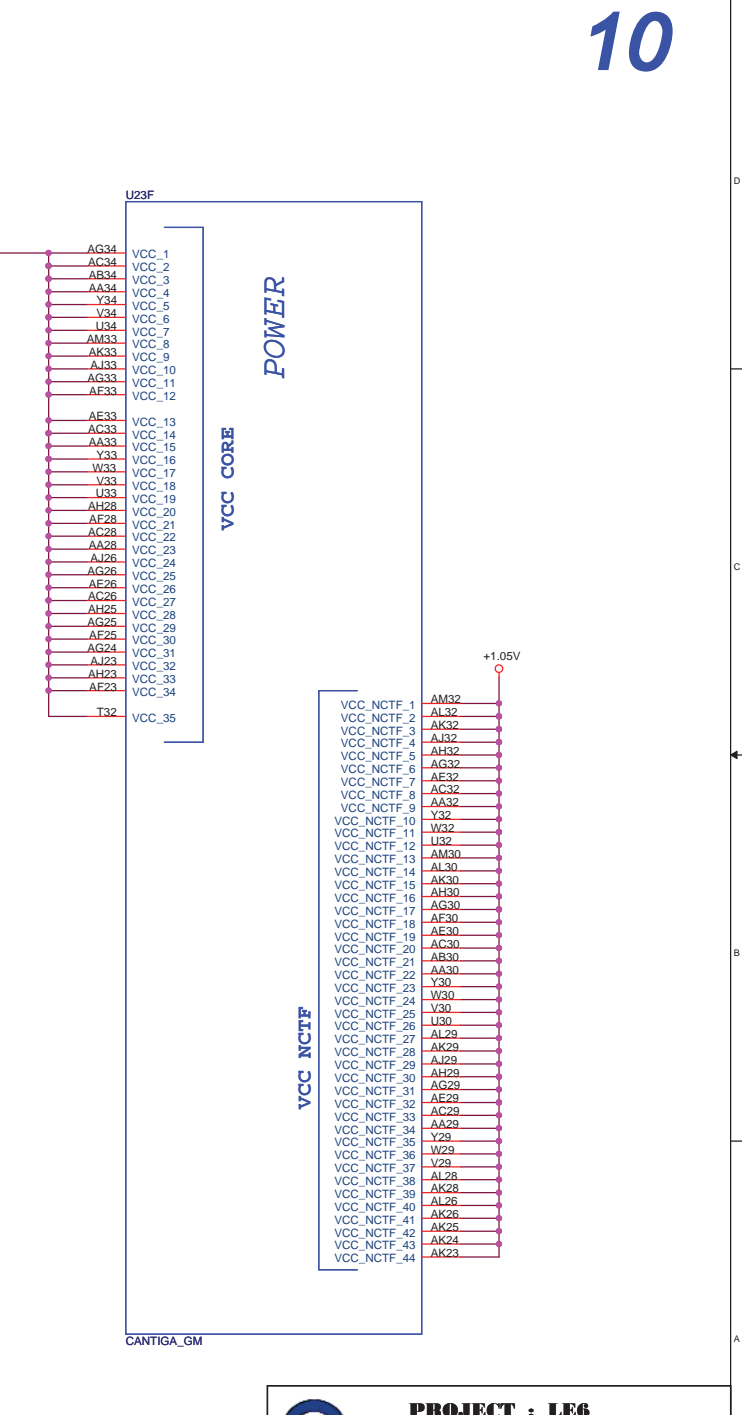 10
D
U23F
AG34 VCC_1
AC34 VCC_2
AB34 VCC_3
AA34 VCC_4
Y34 VCC_5
V34 VCC_6
U34 VCC_7
AM33 VCC_8
AK33 VCC_9
AJ33 VCC_10
AG33 VCC_11
AF33 VCC_12
AE33 VCC_13
AC33 VCC_14
AA33 VCC_15
Y33 VCC_16
W33 VCC_17
V33 VCC_18
U33 VCC_19
AH28 VCC_20
AF28 VCC_21
AC28 VCC_22
AA28 VCC_23
AJ26 VCC_24
AG26 VCC_25
AE26 VCC_26
AC26 VCC_27
AH25 VCC_28
AG25 VCC_29
AF25 VCC_30
AG24 VCC_31
AJ23 VCC_32
AH23 VCC_33
AF23 VCC_34
T32 VCC_35
VCC CORE
POWER
C
+1.05V
VCC_NCTF_1 AM32
VCC_NCTF_2 AL32
VCC_NCTF_3 AK32
VCC_NCTF_4 AJ32
VCC_NCTF_5 AH32
VCC_NCTF_6 AG32
VCC_NCTF_7 AE32
VCC_NCTF_8 AC32
VCC_NCTF_9 AA32
VCC_NCTF_10 Y32
VCC_NCTF_11 W32
VCC_NCTF_12 U32
VCC_NCTF_13 AM30
VCC_NCTF_14 AL30
VCC_NCTF_15 AK30
VCC_NCTF_16 AH30
VCC_NCTF_17 AG30
VCC_NCTF_18 AF30
VCC_NCTF_19 AE30
VCC_NCTF_20 AC30
VCC_NCTF_21 AB30
VCC_NCTF_22 AA30
VCC_NCTF_23 Y30
VCC_NCTF_24 W30
VCC_NCTF_25 V30
VCC_NCTF_26 U30
VCC_NCTF_27 AL29
VCC_NCTF_28 AK29
VCC_NCTF_29 AJ29
VCC_NCTF_30 AH29
VCC_NCTF_31 AG29
VCC_NCTF_32 AE29
VCC_NCTF_33 AC29
VCC_NCTF_34 AA29
VCC_NCTF_35 Y29
VCC_NCTF_36 W29
VCC_NCTF_37 V29
VCC_NCTF_38 AL28
VCC_NCTF_39 AK28
VCC_NCTF_40 AL26
VCC_NCTF_41 AK26
VCC_NCTF_42 AK25
VCC_NCTF_43 AK24
VCC_NCTF_44 AK23
VCC NCTF
B
A
CANTIGA_GM
PROJECT : LE6